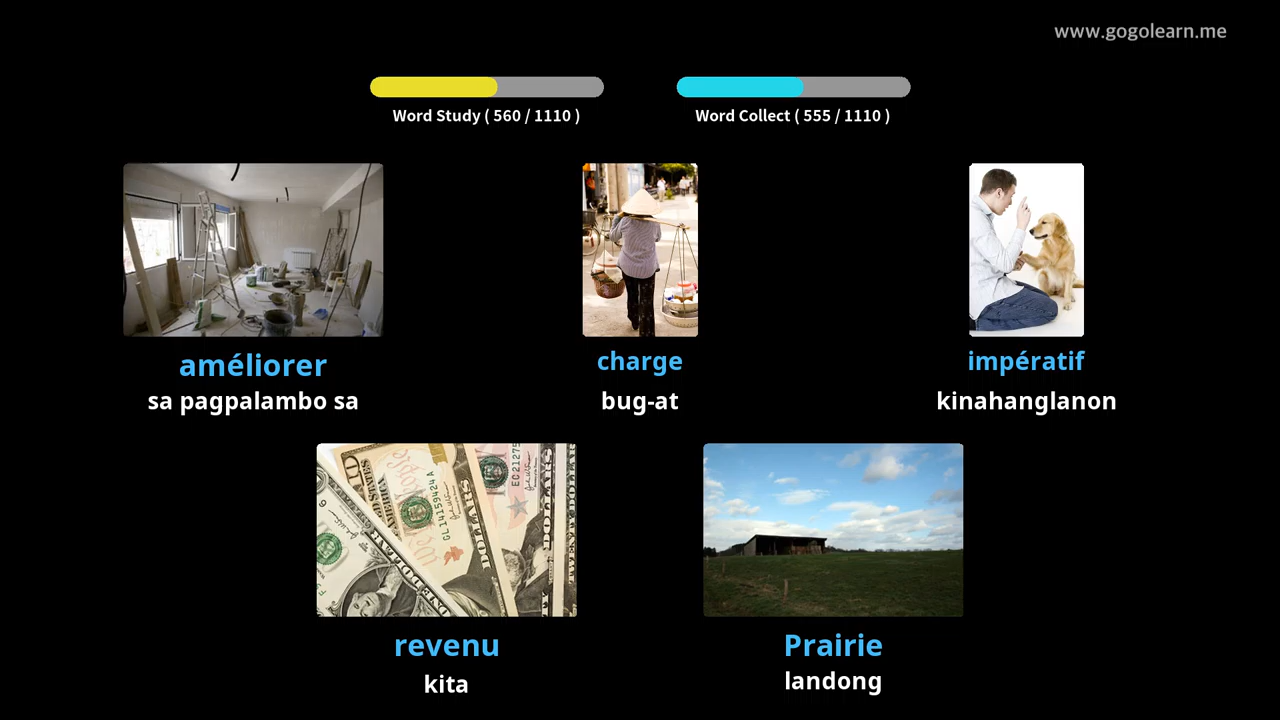 www.gogolearn.me
Word Study ( 560 / 1110 )
Word Collect ( 555 / 1110 )
améliorer
sa pagpalambo sa
charge
bug-at
impératif
kinahanglanon
revenu
kita
Prairie
landong